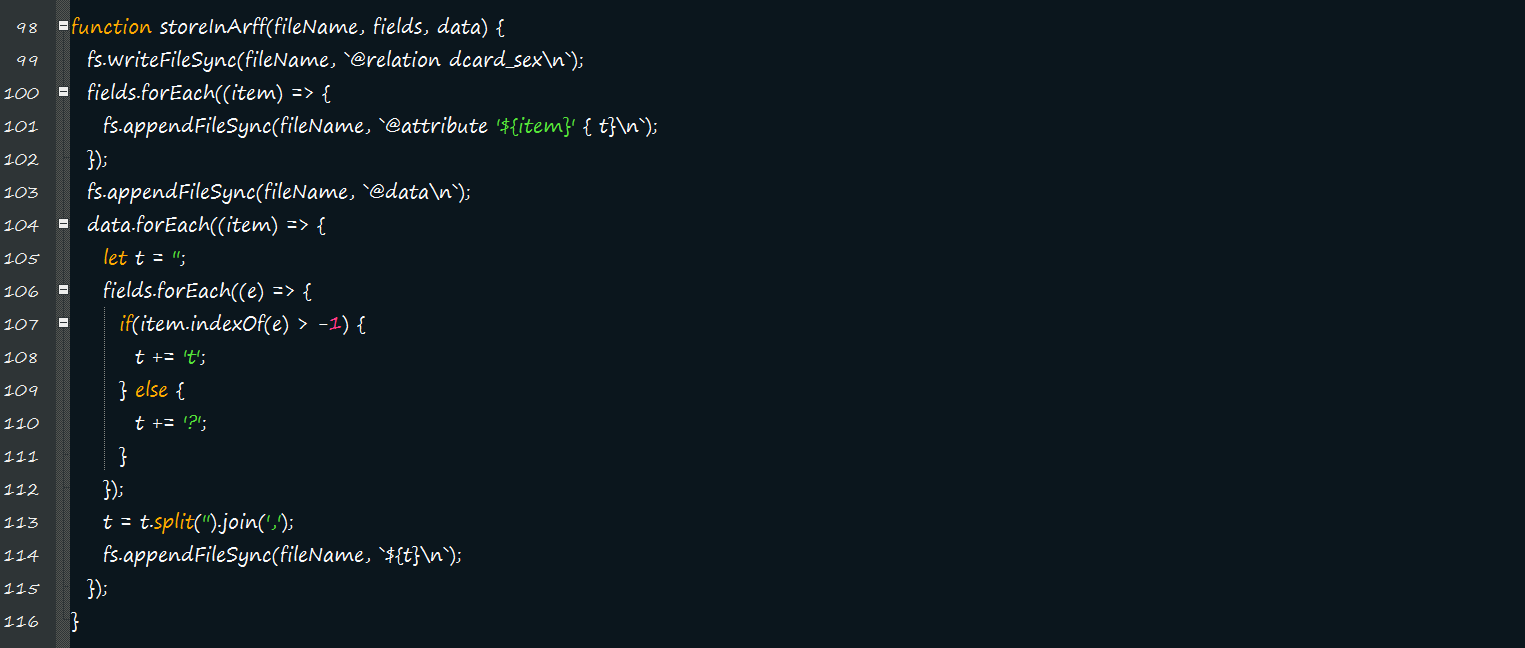 98 function storeInArff(fileName, fields, data) {
99   fs.writeFileSync(fileName, `@relation dcard_sex\n`);
100   fields.forEach((item) => {
101     fs.appendFileSync(fileName, `@attribute '${item}' { t}\n`);
102   });
103   fs.appendFileSync(fileName, `@data\n`);
104   data.forEach((item) => {
105     let t = '';
106     fields.forEach((e) => {
107       if(item.indexOf(e) > -1) {
108         t += 't';
109       } else {
110         t += '?';
111       }
112     });
113     t = t.split('').join(',');
114     fs.appendFileSync(fileName, `${t}\n`);
115   });
116 }